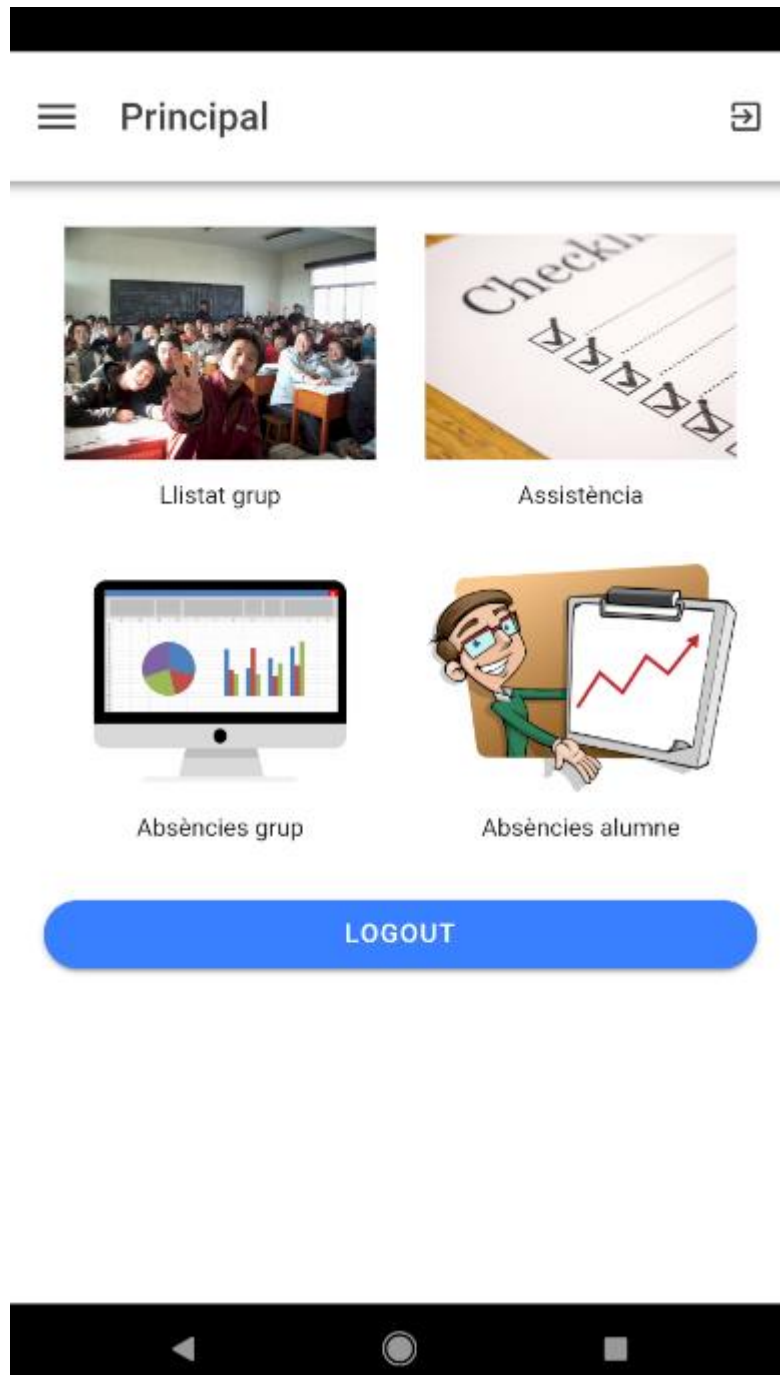 Principal
Llistat grup
Assistència
Absències grup
Absències alumne
LOGOUT